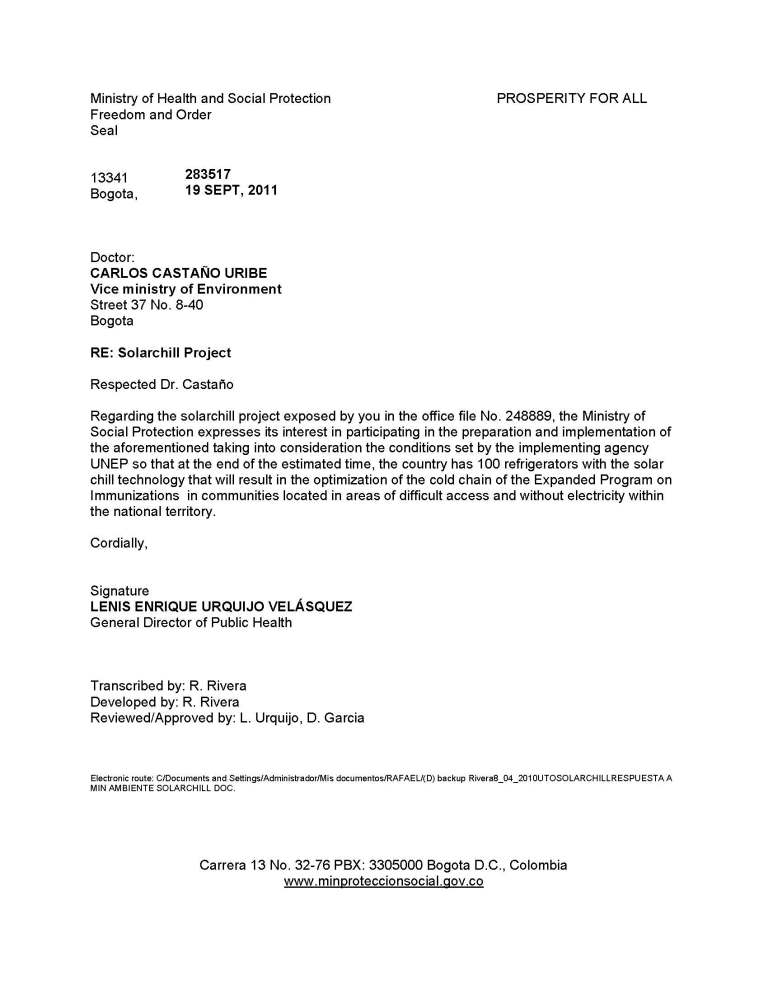 Ministry of Health and Social Protection PROSPERITY FOR ALL
Freedom and Order
Seal
13341 283517
Bogota, 19 SEPT, 2011
Doctor:
CARLOS CASTAÑO URIBE
Vice ministry of Environment
Street 37 No. 8-40
Bogota
RE: Solarchill Project
Respected Dr. Castaño
Regarding the solarchill project exposed by you in the office file No. 248889, the Ministry of
Social Protection expresses its interest in participating in the preparation and implementation of
the aforementioned taking into consideration the conditions set by the implementing agency
UNEP so that at the end of the estimated time, the country has 100 refrigerators with the solar
chill technology that will result in the optimization of the cold chain of the Expanded Program on
Immunizations in communities located in areas of difficult access and without electricity within
the national territory.
Cordially,
Signature
LENIS ENRIQUE URQUIJO VELÁSQUEZ
General Director of Public Health
Transcribed by: R. Rivera
Developed by: R. Rivera
Reviewed/Approved by: L. Urquijo, D. Garcia
Electronic route: C/Documents and Settings/Administrador/Mis documentos/RAFAEL/(D) backup Rivera8_04_2010UTOSOLARCHILLRESPUESTA A
MIN AMBIENTE SOLARCHILL DOC.
Carrera 13 No. 32-76 PBX: 3305000 Bogota D.C., Colombia
www.minproteccionsocial.gov.co